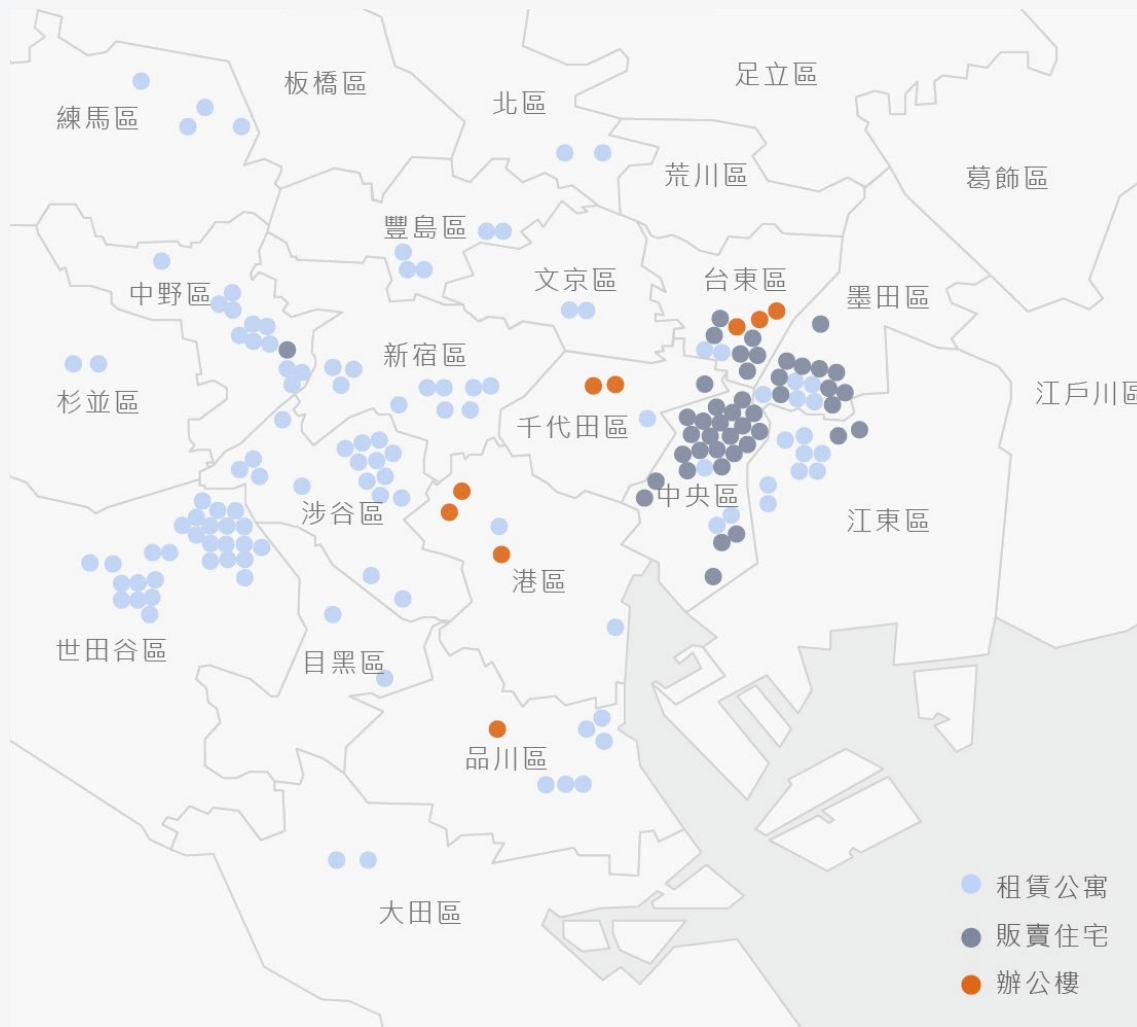 足立區
板橋區
北區
練馬區
荒川區
葛飾區
豐島區
文京區
台東區
中野區
墨田區
新宿區
江戶川區
杉並區
千代田區
中央區
涉谷區
江東區
港區
世田谷區
目黑區
品川區
大田區
租賃公寓
販賣住宅
辦公樓